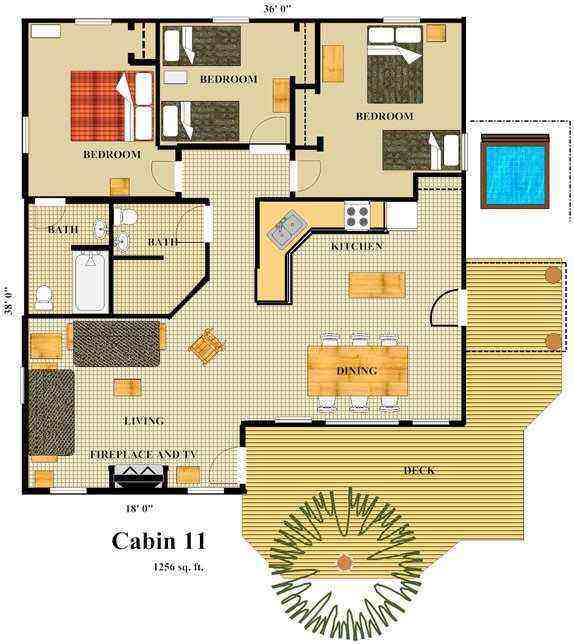 36' 0"
BEDROOM
BEDROOM
BEDROOM
BATH
BATH
KITCHEN
38' 0"
DINING
LIVING
FIREPLACE AND TV
DECK
18' 0"
Cabin 11
1256 sq. ft.